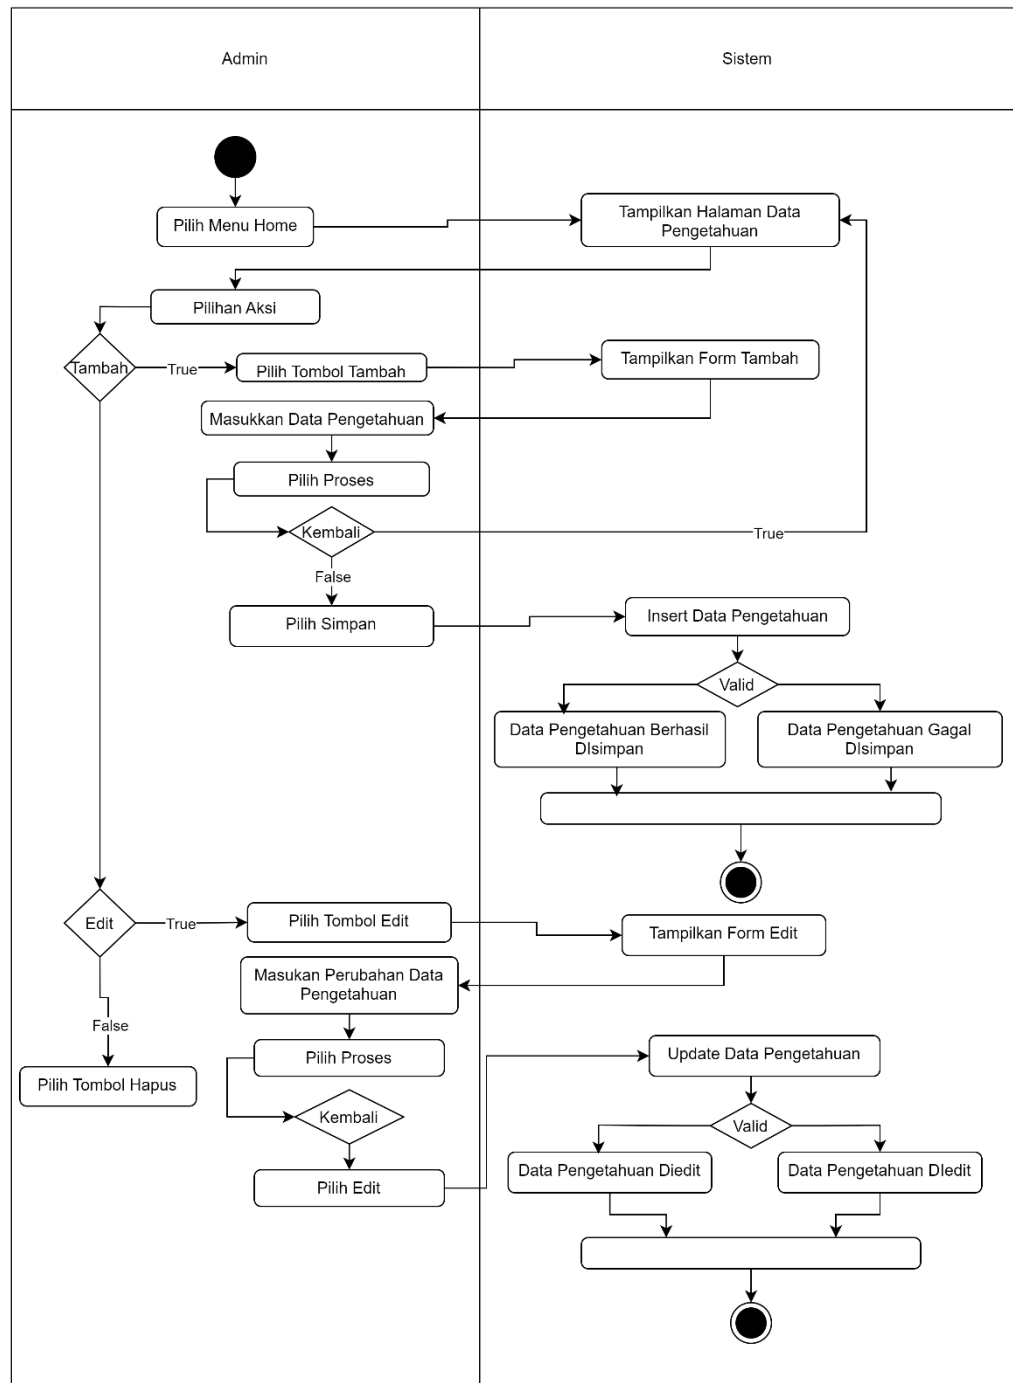 Admin
Sistem
Pilih Menu Home
Tampilkan Halaman Data
Pengetahuan
Pilihan Aksi
Tambah
True
Pilih Tombol Tambah
Tampilkan Form Tambah
Masukkan Data Pengetahuan
Pilih Proses
Kembali
True
False
Pilih Simpan
Insert Data Pengetahuan
Valid
Data Pengetahuan Berhasil
DIsimpan
Data Pengetahuan Gagal
DIsimpan
Edit
True
Pilih Tombol Edit
Tampilkan Form Edit
Masukan Perubahan Data
Pengetahuan
False
Pilih Proses
Update Data Pengetahuan
Pilih Tombol Hapus
Kembali
Valid
Pilih Edit
Data Pengetahuan Diedit
Data Pengetahuan DIedit